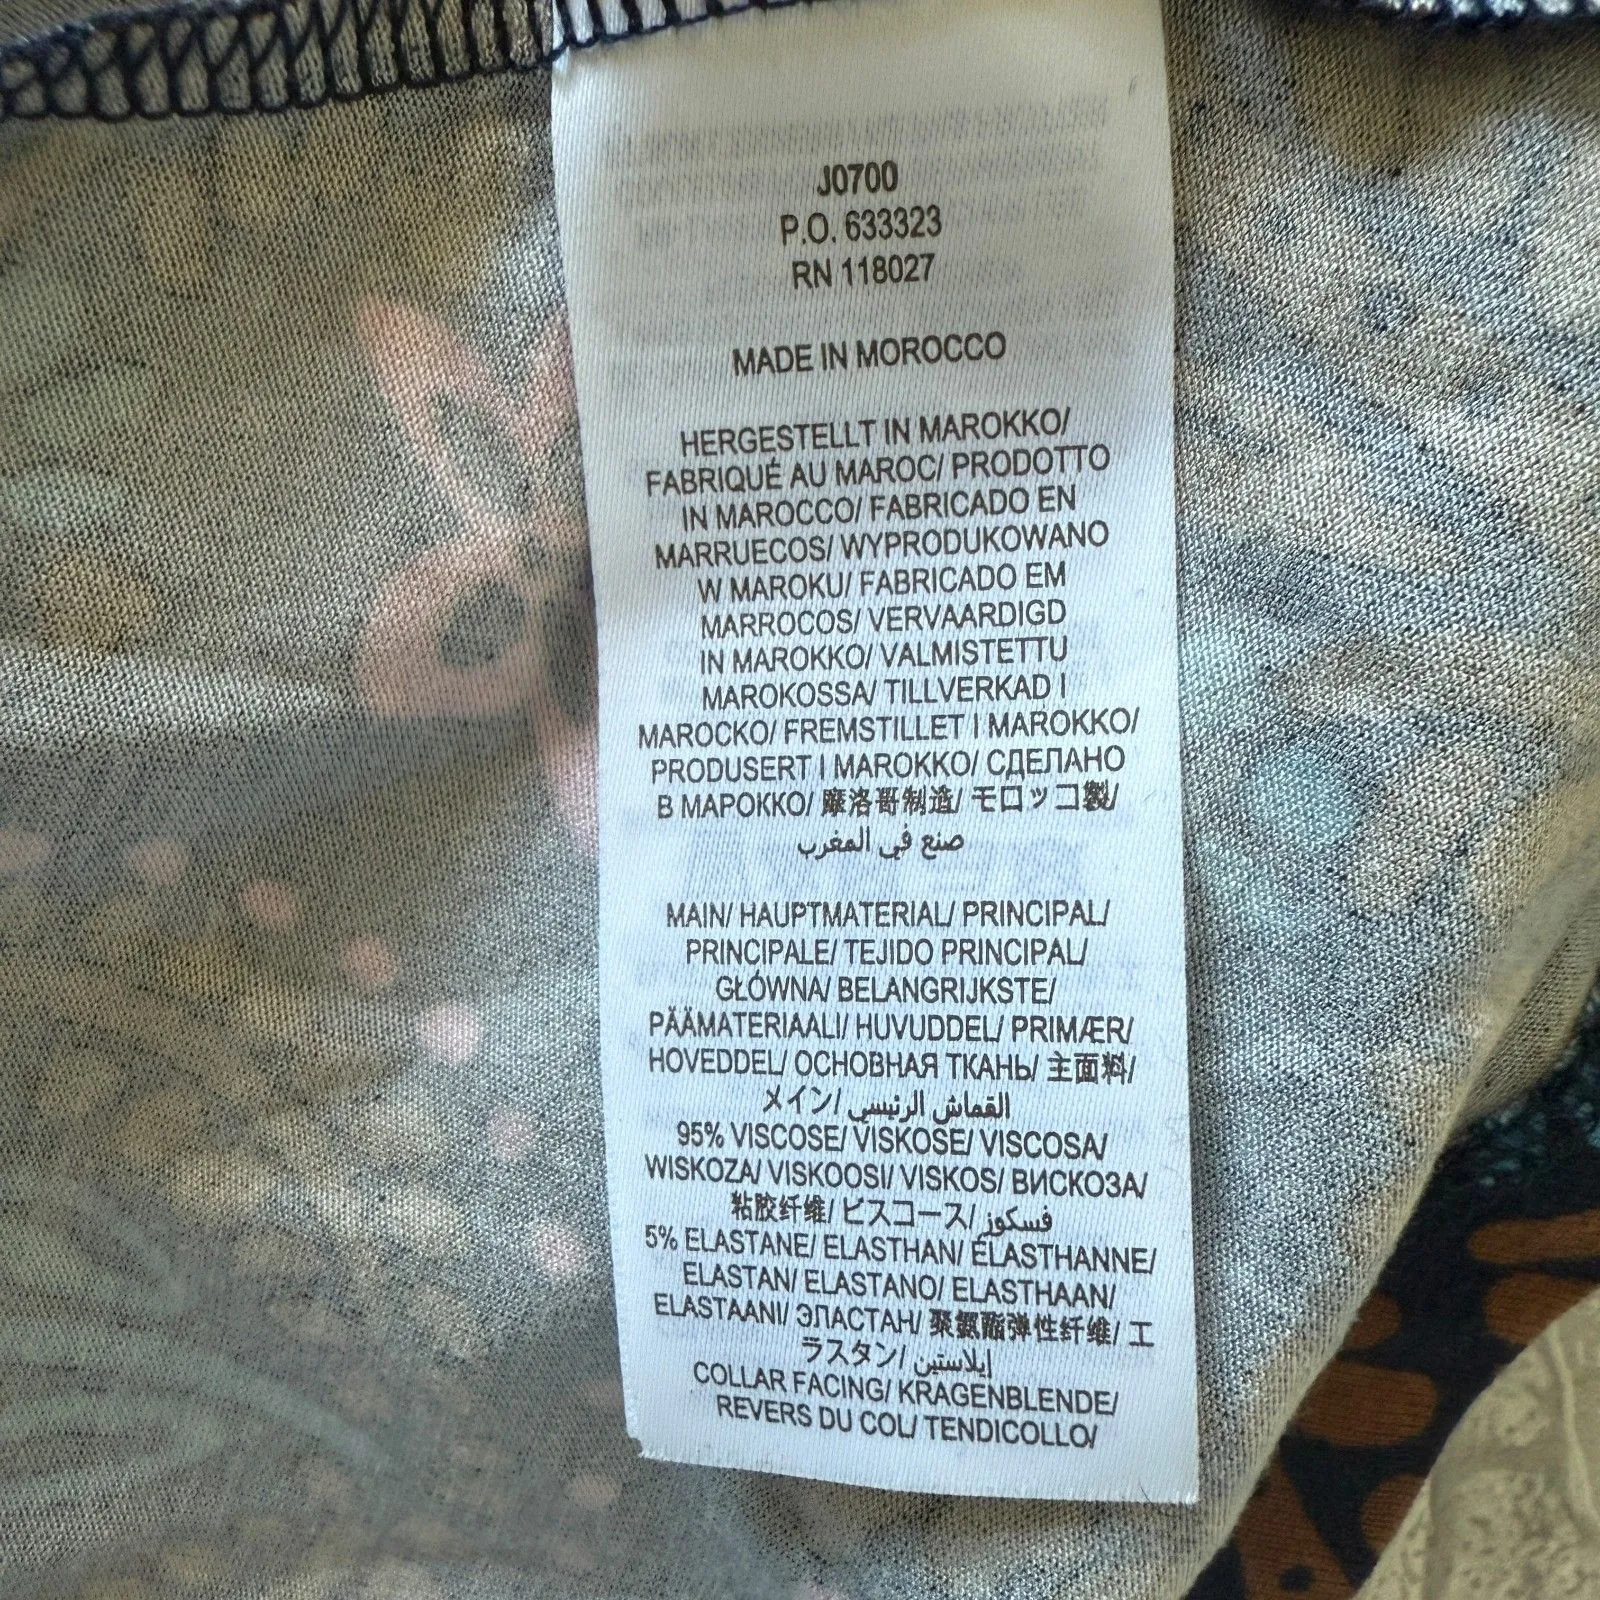 J0700
P.O. 633323
RN 118027
MADE IN MOROCCO
HERGESTELLT IN MAROKKO/
FABRIQUÉ AU MAROC/ PRODOTTO
IN MAROCCO/ FABRICADO EN
MARRUECOS/ WYPRODUKOWANO
W MAROKU/ FABRICADO EM
MARROCOS/ VERVAARDIGD
IN MAROKKO/ VALMISTETTU
MAROKOSSA/ TILLVERKAD I
MAROCKO/ FREMSTILLET I MAROKKO/
PRODUSERT I MAROKKO/ СДЕЛАНО
В МАРОККО/ 摩洛哥制造/ モロッコ製/
صنع في المغرب
MAIN/ HAUPTMATERIAL/ PRINCIPAL/
PRINCIPALE/ TEJIDO PRINCIPAL/
GŁÓWNA/ BELANGRIJKSTE/
PÄÄMATERIAALI/ HUVUDDEL/ PRIMÆR/
HOVEDDEL/ ОСНОВНАЯ ТКАНЬ/ 主面料/
メイン/ القماش الرئيسي
95% VISCOSE/ VISKOSE/ VISCOSA/
WISKOZA/ VISKOOSI/ VISKOS/ ВИСКОЗА/
粘胶纤维/ ビスコース/ فسكوز
5% ELASTANE/ ELASTHAN/ ÉLASTHANNE/
ELASTAN/ ELASTANO/ ELASTHAAN/
ELASTAANI/ ЭЛАСТАН/ 聚氨酯弹性纤维/ エ
ラスタン/ إيلاستين
COLLAR FACING/ KRAGENBLENDE/
REVERS DU COL/ TENDICOLLO/